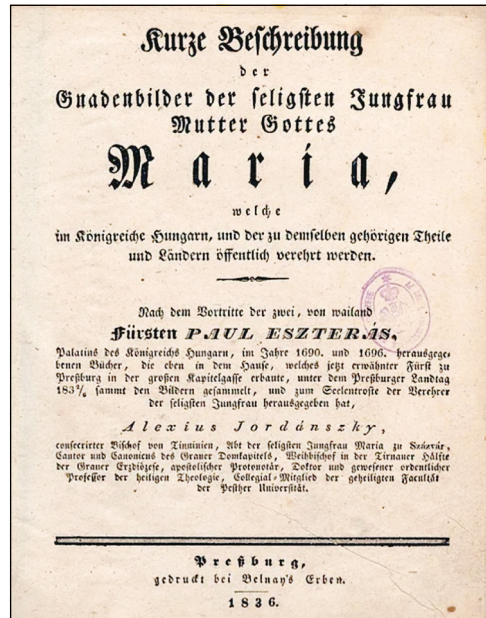 Kurze Beschreibung
der
Gnadenbilder der seligsten Jungfrau
Mutter Gottes
Maria,
welche
im Königreiche Hungarn, und der zu demselben gehörigen Theile
und Ländern öffentlich verehrt werden.
Nach dem Vortritte der zwei, von wailand
Fürsten PAUL ESZTERÁS,
Palatins des Königreichs Hungarn, im Jahre 1690. und 1696. herausgege-
benen Bücher, die eben in dem Hause, welches jetzt erwähnter Fürst zu
Preßburg in der großen Kapitelgasse erbaute, unter dem Preßburger Landtag
sammt den Bildern gesammelt, und zum Seelentroste der Verehrer
der seligsten Jungfrau herausgegeben hat,
Alexius Jordánszky,
consecrirter Bischof von Tinninien, Abt der seligsten Jungfrau Maria zu
Cantor und Canonicus des Graner Domkapitels, Weihbischof in der Tirnauer Hälfte
der Graner Erzdiözese, apostolischer Protonotár, Doktor und gewesener ordentlicher
Professor der heiligen Theologie, Collegial-Mitglied der geheiligten Facultät
der Pesther Universität.
Preßburg,
gedruckt bei Belnay's Erben.
1836.